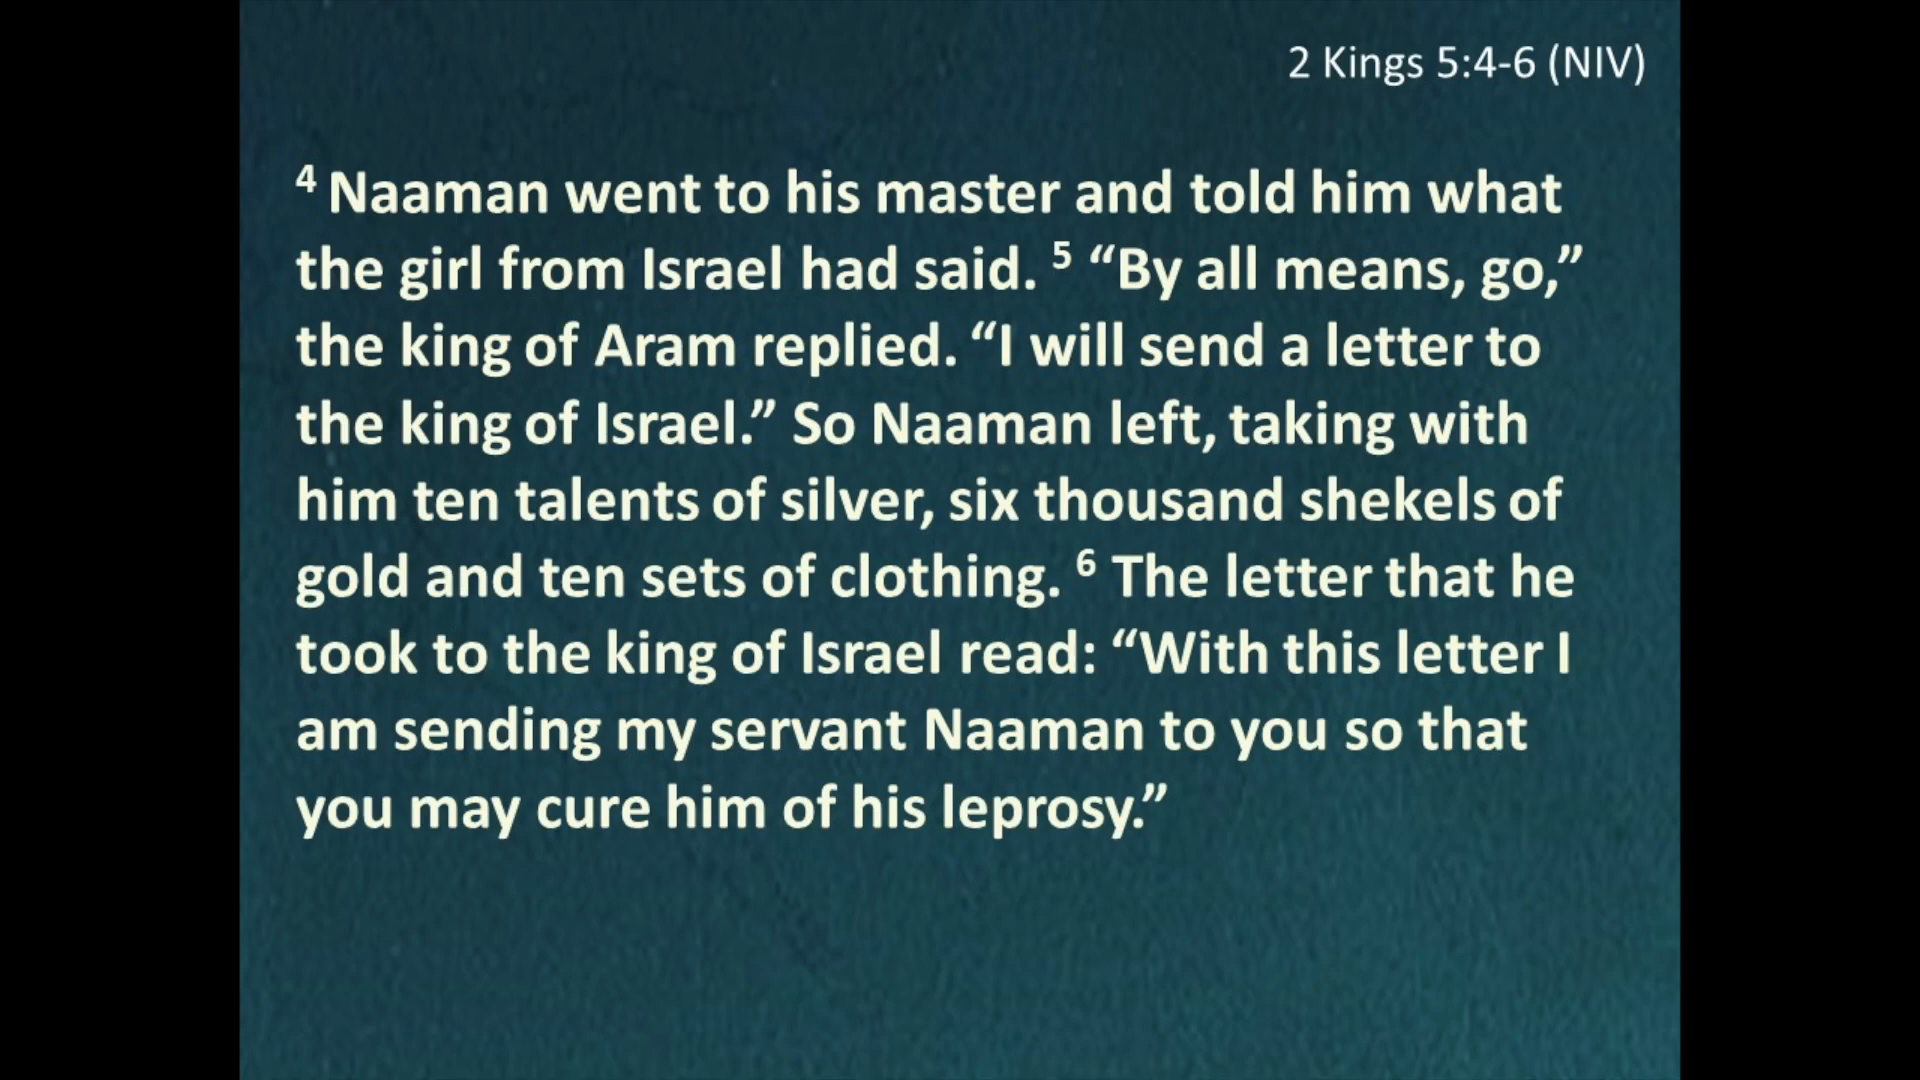 2 Kings 5:4-6 (NIV)
4 Naaman went to his master and told him what
the girl from Israel had said. 5 “By all means, go,”
the king of Aram replied. “I will send a letter to
the king of Israel.” So Naaman left, taking with
him ten talents of silver, six thousand shekels of
gold and ten sets of clothing. 6 The letter that he
took to the king of Israel read: “With this letter I
am sending my servant Naaman to you so that
you may cure him of his leprosy.”